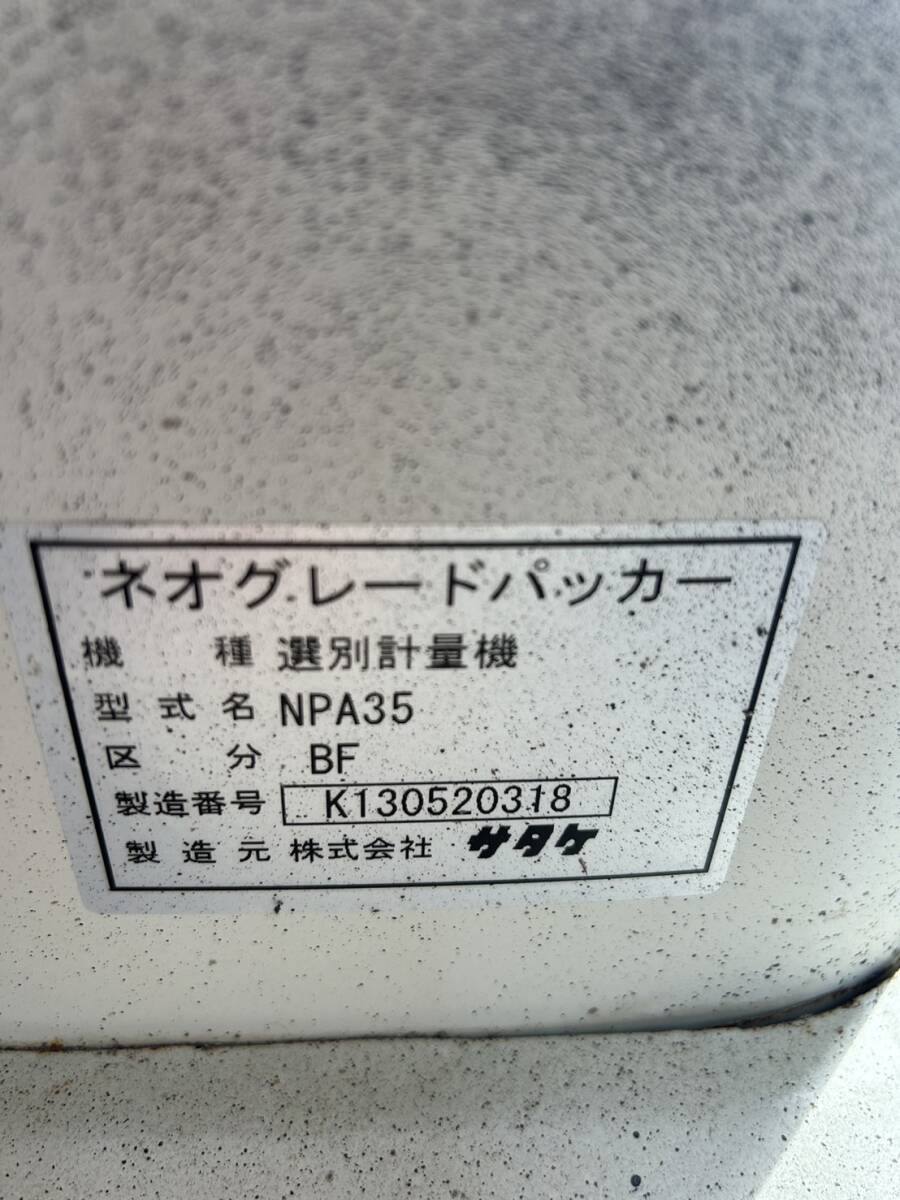 ネオグレードパッカー
機種 選別計量機
型式名 NPA35
区分 BF
製造番号 K130520318
製造元 株式会社 サタケ